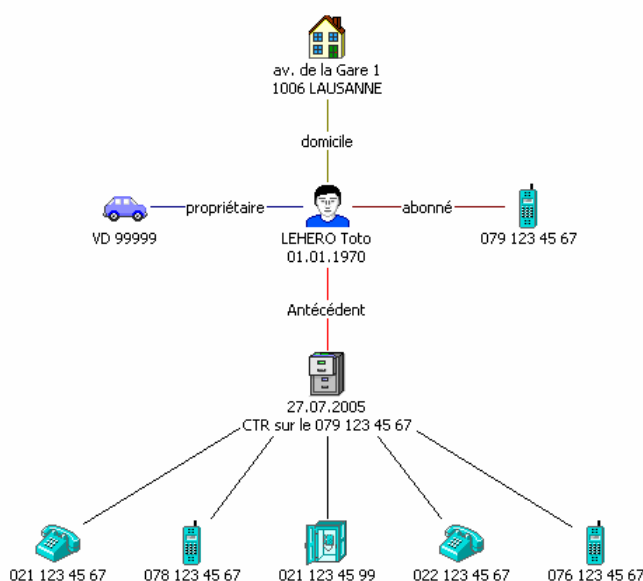 av. de la Gare 1
1006 LAUSANNE
domicile
propriétaire
abonné
VD 99999
LEHERO Toto
01.01.1970
079 123 45 67
Antécédent
27.07.2005
CTR sur le 079 123 45 67
021 123 45 67
078 123 45 67
021 123 45 99
022 123 45 67
076 123 45 67